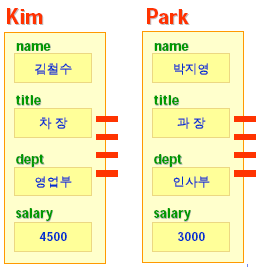 Kim
name
김철수
title
차 장
dept
영업부
salary
4500
Park
name
박지영
title
과 장
dept
인사부
salary
3000